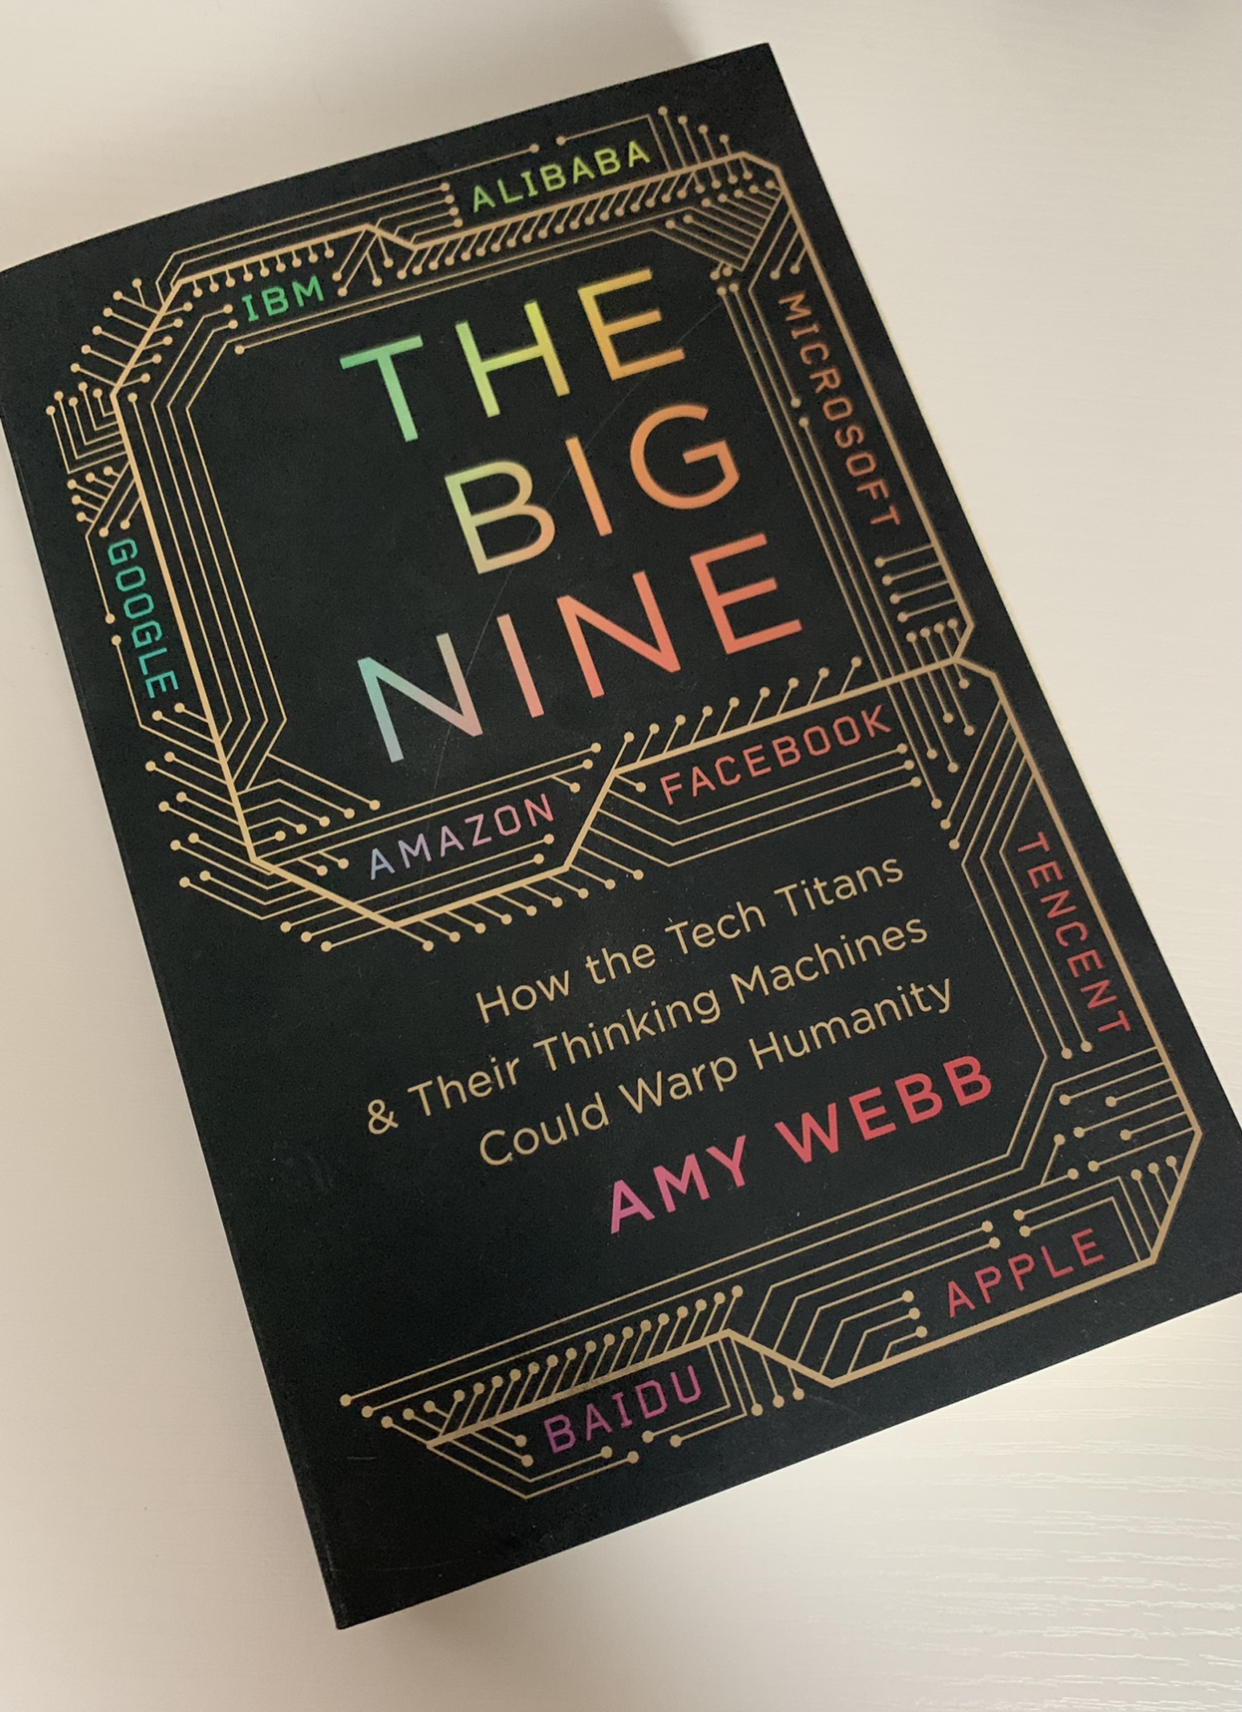 ALIBABA
IBM
MICROSOFT
GOOGLE
THE
BIG
NINE
FACEBOOK
AMAZON
TENCENT
How the Tech Titans
& Their Thinking Machines
Could Warp Humanity
AMY WEBB
APPLE
BAIDU